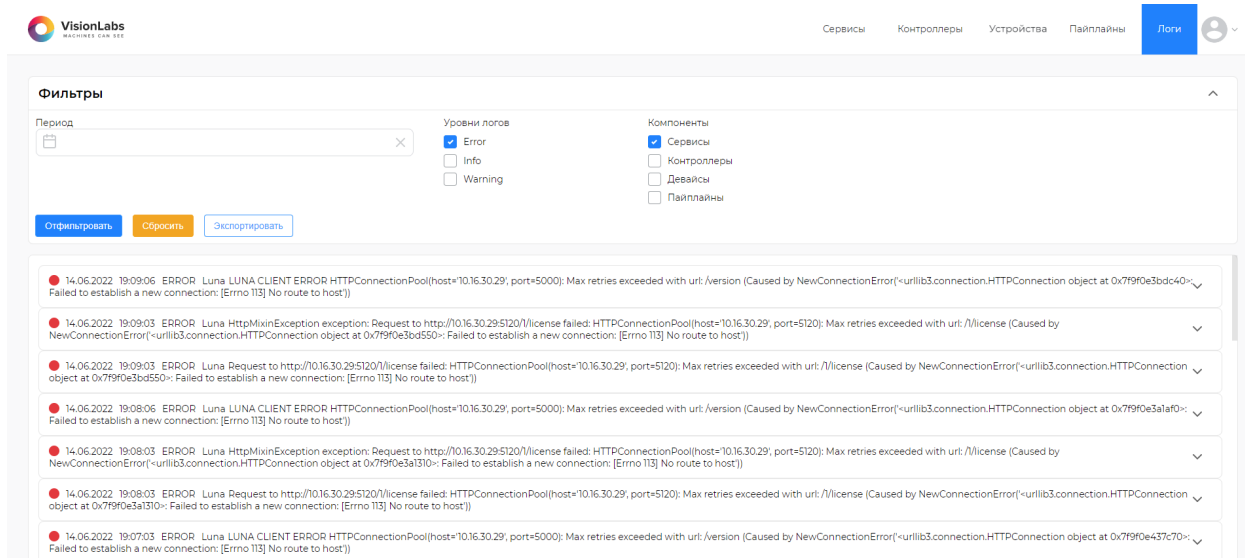 VisionLabs
MACHINES CAN SEE
Сервисы
Контроллеры
Устройства
Пайплайны
Логи
Фильтры
Период
Уровни логов
Error
Info
Warning
Компоненты
Сервисы
Контроллеры
Девайсы
Пайплайны
Отфильтровать
Сбросить
Экспортировать
14.06.2022 19:09:06 ERROR Luna LUNA CLIENT ERROR HTTPConnectionPool(host='10.16.30.29', port=5000): Max retries exceeded with url: /version (Caused by NewConnectionError('<urllib3.connection.HTTPConnection object at 0x7f9f0e3bdc40>:
Failed to establish a new connection: [Errno 113] No route to host'))
14.06.2022 19:09:03 ERROR Luna HttpMixinException exception: Request to http://10.16.30.29:5120/1/license failed: HTTPConnectionPool(host='10.16.30.29', port=5120): Max retries exceeded with url: /1/license (Caused by
NewConnectionError('<urllib3.connection.HTTPConnection object at 0x7f9f0e3bd550>: Failed to establish a new connection: [Errno 113] No route to host'))
14.06.2022 19:09:03 ERROR Luna Request to http://10.16.30.29:5120/1/license failed: HTTPConnectionPool(host='10.16.30.29', port=5120): Max retries exceeded with url: /1/license (Caused by NewConnectionError('<urllib3.connection.HTTPConnection
object at 0x7f9f0e3bd550>: Failed to establish a new connection: [Errno 113] No route to host'))
14.06.2022 19:08:06 ERROR Luna LUNA CLIENT ERROR HTTPConnectionPool(host='10.16.30.29', port=5000): Max retries exceeded with url: /version (Caused by NewConnectionError('<urllib3.connection.HTTPConnection object at 0x7f9f0e3a1af0>:
Failed to establish a new connection: [Errno 113] No route to host'))
14.06.2022 19:08:03 ERROR Luna HttpMixinException exception: Request to http://10.16.30.29:5120/1/license failed: HTTPConnectionPool(host='10.16.30.29', port=5120): Max retries exceeded with url: /1/license (Caused by
NewConnectionError('<urllib3.connection.HTTPConnection object at 0x7f9f0e3a1310>: Failed to establish a new connection: [Errno 113] No route to host'))
14.06.2022 19:08:03 ERROR Luna Request to http://10.16.30.29:5120/1/license failed: HTTPConnectionPool(host='10.16.30.29', port=5120): Max retries exceeded with url: /1/license (Caused by NewConnectionError('<urllib3.connection.HTTPConnection
object at 0x7f9f0e3a1310>: Failed to establish a new connection: [Errno 113] No route to host'))
14.06.2022 19:07:03 ERROR Luna LUNA CLIENT ERROR HTTPConnectionPool(host='10.16.30.29', port=5000): Max retries exceeded with url: /version (Caused by NewConnectionError('<urllib3.connection.HTTPConnection object at 0x7f9f0e437c70>:
Failed to establish a new connection: [Errno 113] No route to host'))